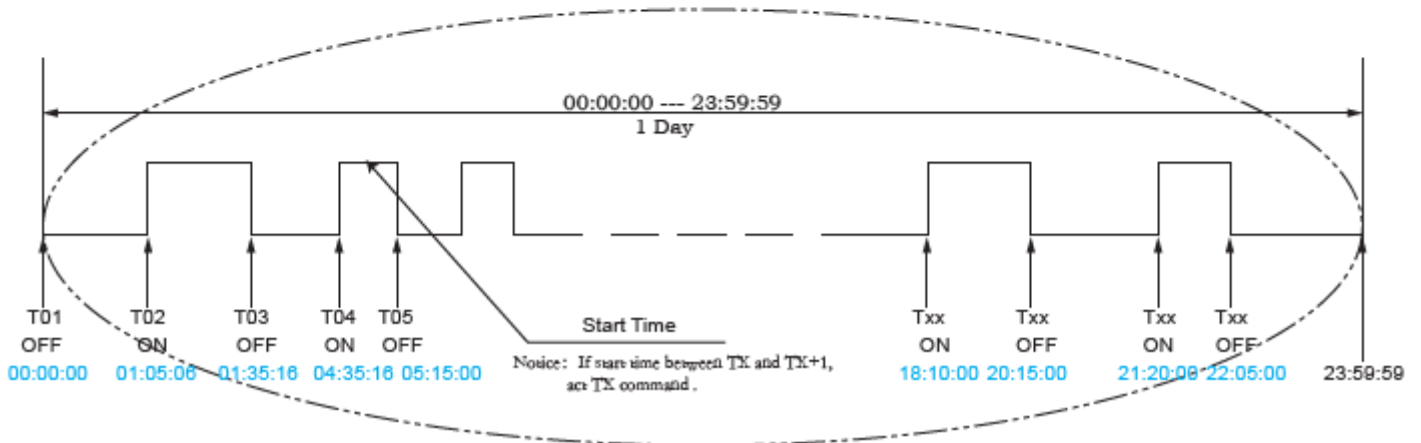 00:00:00 --- 23:59:59
1 Day
T01 T02 T03 T04 T05 Txx Txx Txx Txx
OFF ON OFF ON OFF ON OFF ON OFF
00:00:00 01:05:06 01:35:16 04:35:16 05:15:00 18:10:00 20:15:00 21:20:00 22:05:00 23:59:59
Start Time
Notice: If start time between TX and TX+1,
act TX command.